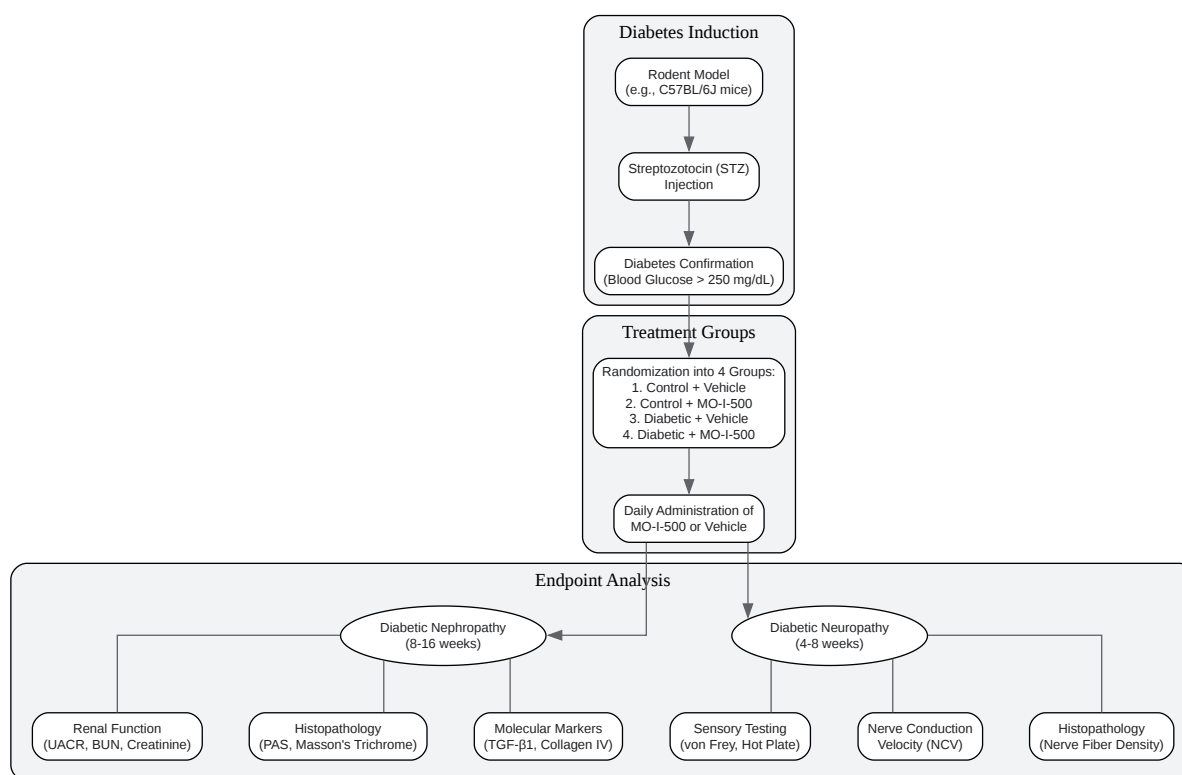 Diabetes Induction
Rodent Model
(e.g., C57BL/6J mice)
Streptozotocin (STZ)
Injection
Diabetes Confirmation
(Blood Glucose > 250 mg/dL)
Treatment Groups
Randomization into 4 Groups:
1. Control + Vehicle
2. Control + MO-I-500
3. Diabetic + Vehicle
4. Diabetic + MO-I-500
Daily Administration of
MO-I-500 or Vehicle
Endpoint Analysis
Diabetic Nephropathy
(8-16 weeks)
Diabetic Neuropathy
(4-8 weeks)
Renal Function
(UACR, BUN, Creatinine)
Histopathology
(PAS, Masson's Trichrome)
Molecular Markers
(TGF-β1, Collagen IV)
Sensory Testing
(von Frey, Hot Plate)
Nerve Conduction
Velocity (NCV)
Histopathology
(Nerve Fiber Density)